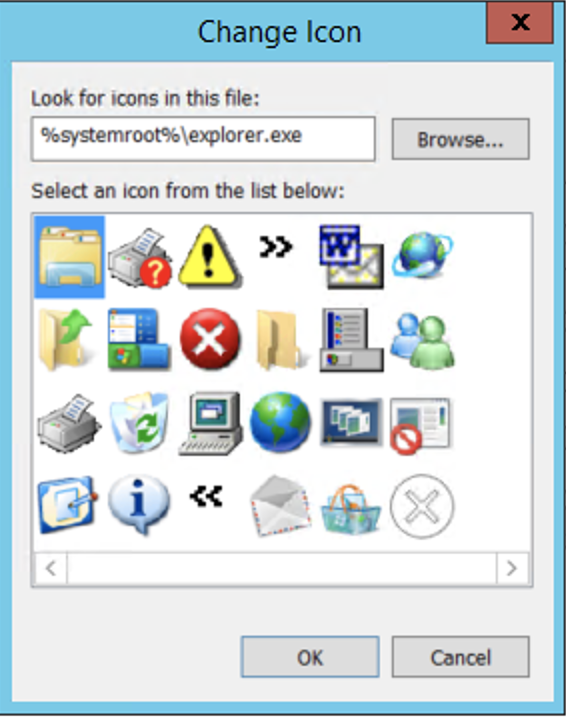 Change Icon
X
Look for icons in this file:
%systemroot%\explorer.exe
Browse...
Select an icon from the list below:
?
!
>>
W
X
i
<<
X
< >
OK
Cancel